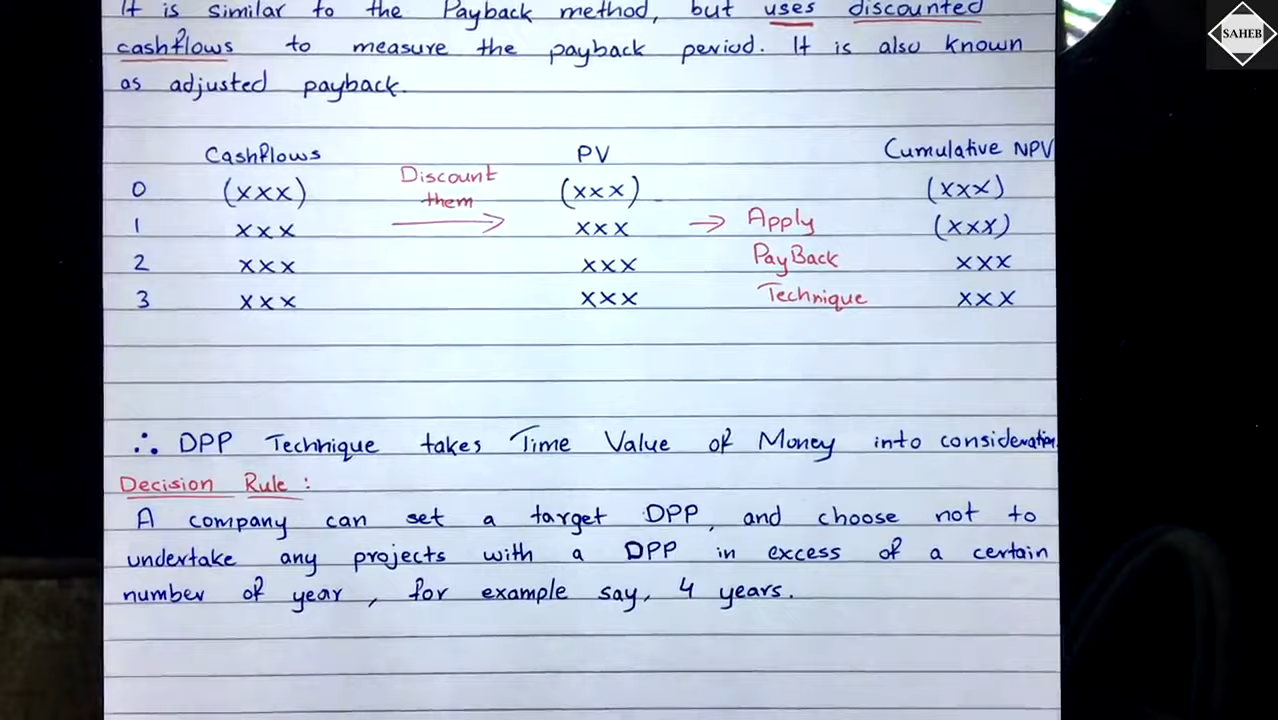 It is similar to the Payback method, but uses discounted
cashflows to measure the payback period. It is also known
as adjusted payback.
Cashflows PV Cumulative NPV
Discount
them
0 (xxx) (xxx) (xxx)
1 xxx xxx → Apply (xxx)
2 xxx xxx PayBack xxx
3 xxx xxx Technique xxx
∴ DPP Technique takes Time Value of Money into consideration.
Decision Rule :
A company can set a target DPP, and choose not to
undertake any projects with a DPP in excess of a certain
number of year, for example say, 4 years.
SAHEB